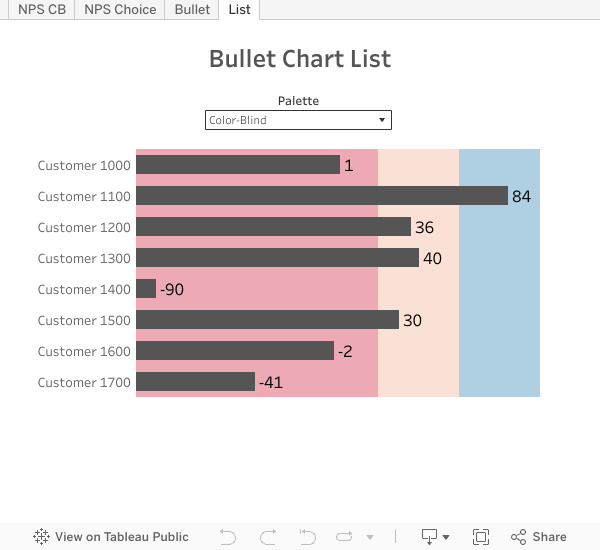 NPS CB NPS Choice Bullet List
Bullet Chart List
Palette
Color-Blind
Customer 1000 1
Customer 1100 84
Customer 1200 36
Customer 1300 40
Customer 1400 -90
Customer 1500 30
Customer 1600 -2
Customer 1700 -41
View on Tableau Public Share